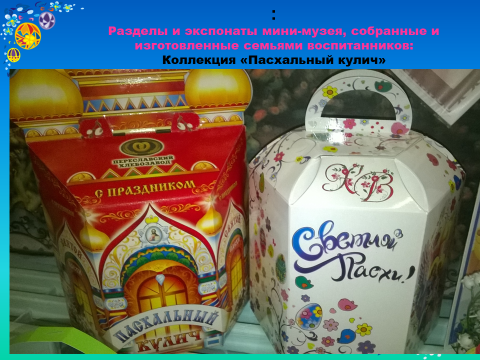 :
Разделы и экспонаты мини-музея, собранные и
изготовленные семьями воспитанников:
Коллекция «Пасхальный кулич»
ПЕРЕСЛАВСКИЙ
ХЛЕБОЗАВОД
С ПРАЗДНИКОМ
ПАСХАЛЬНЫЙ
КУЛИЧ
ХВ
Светлой
Пасхи!